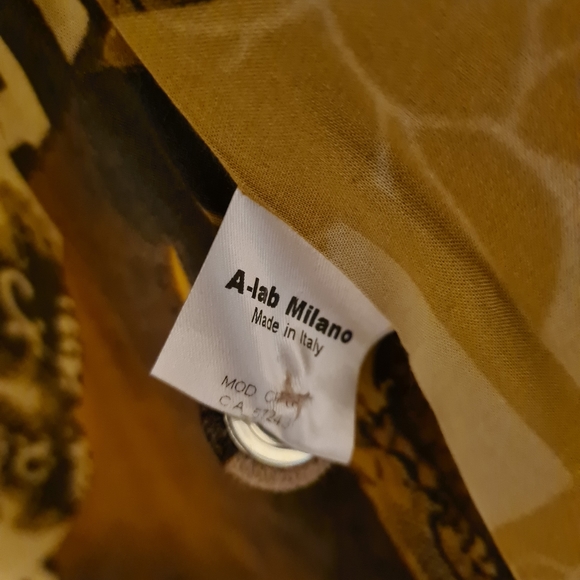 A-lab Milano
Made in Italy
MOD
C.A.